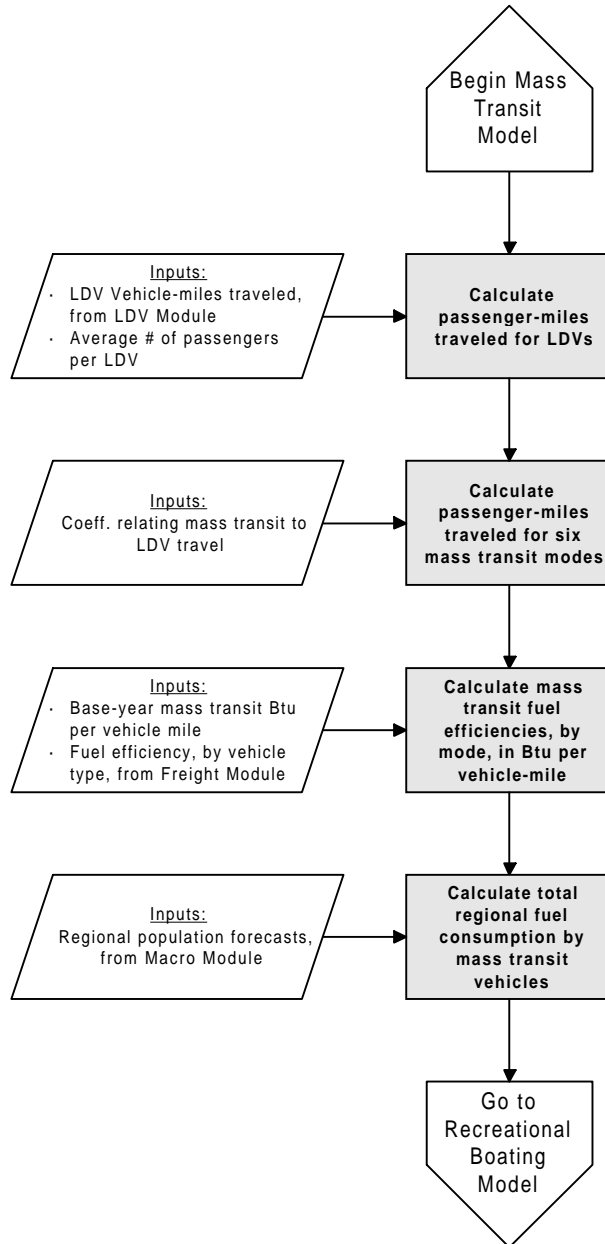 Begin Mass
Transit
Model
Inputs:
· LDV Vehicle-miles traveled,
from LDV Module
· Average # of passengers
per LDV
Calculate
passenger-miles
traveled for LDVs
Inputs:
Coeff. relating mass transit to
LDV travel
Calculate
passenger-miles
traveled for six
mass transit modes
Inputs:
· Base-year mass transit Btu
per vehicle mile
· Fuel efficiency, by vehicle
type, from Freight Module
Calculate mass
transit fuel
efficiencies, by
mode, in Btu per
vehicle-mile
Inputs:
Regional population forecasts,
from Macro Module
Calculate total
regional fuel
consumption by
mass transit
vehicles
Go to
Recreational
Boating
Model